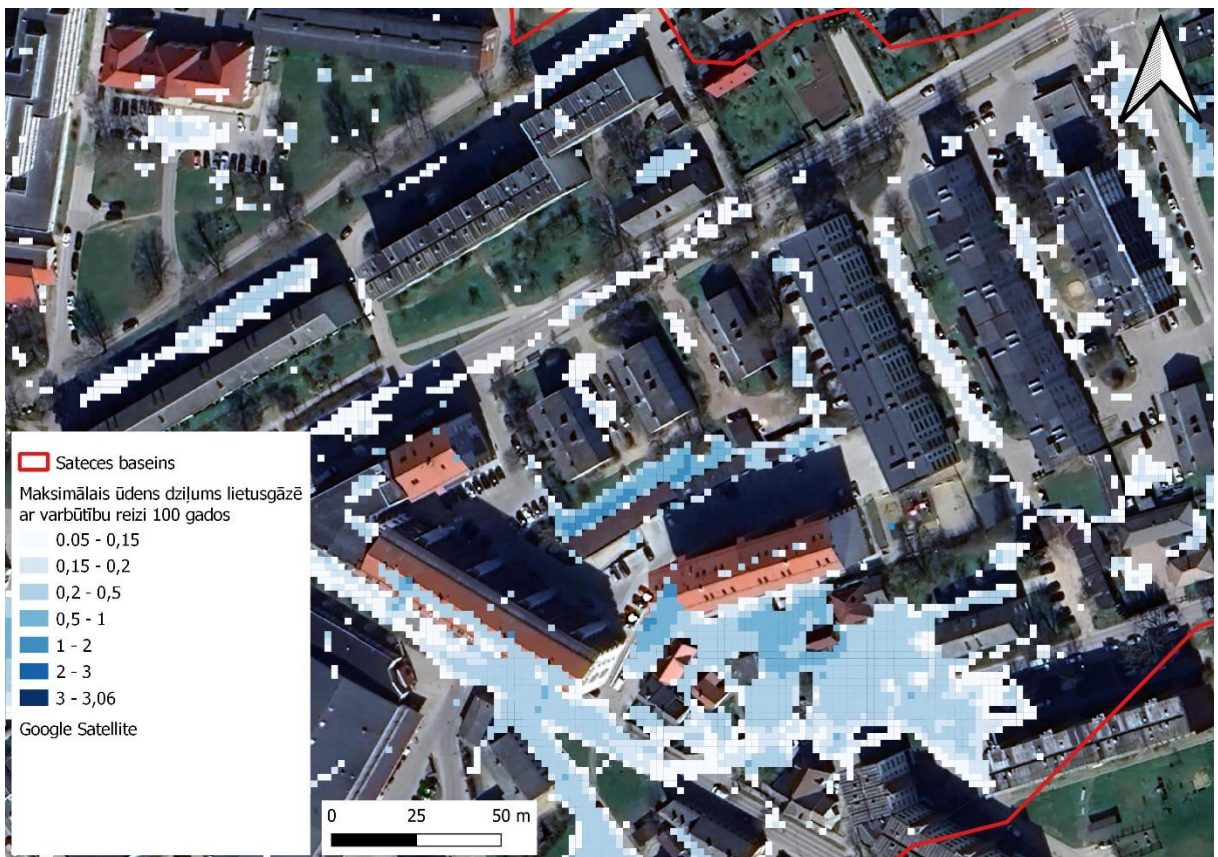 Sateces baseins
Maksimālais ūdens dziļums lietusgāzē
ar varbūtību reizi 100 gados
0.05 - 0,15
0,15 - 0,2
0,2 - 0,5
0,5 - 1
1 - 2
2 - 3
3 - 3,06
Google Satellite
0 25 50 m